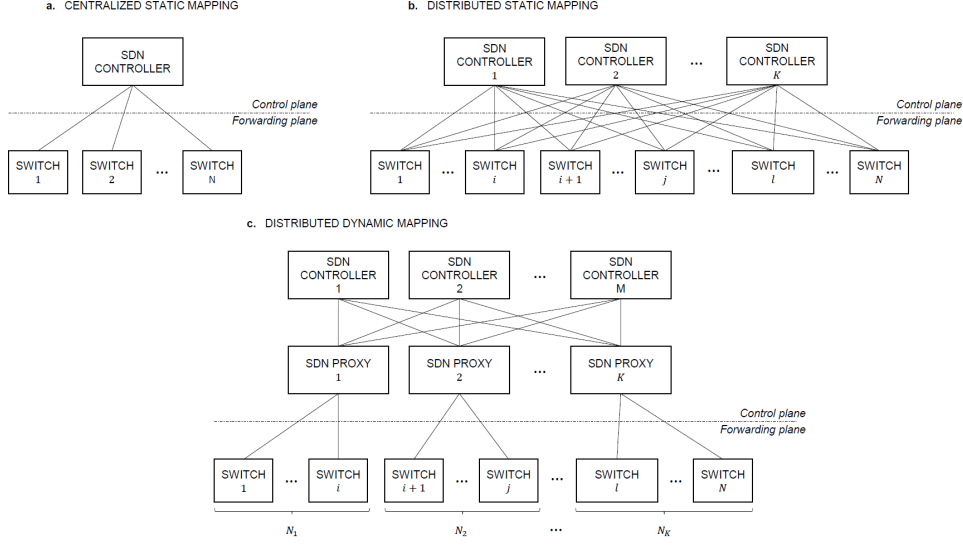 a. CENTRALIZED STATIC MAPPING
SDN
CONTROLLER
Control plane
Forwarding plane
SWITCH
1
SWITCH
2
...
SWITCH
N
b. DISTRIBUTED STATIC MAPPING
SDN
CONTROLLER
1
SDN
CONTROLLER
2
...
SDN
CONTROLLER
K
Control plane
Forwarding plane
SWITCH
1
...
SWITCH
i
SWITCH
i + 1
...
SWITCH
j
...
SWITCH
l
...
SWITCH
N
c. DISTRIBUTED DYNAMIC MAPPING
SDN
CONTROLLER
1
SDN
CONTROLLER
2
...
SDN
CONTROLLER
M
SDN PROXY
1
SDN PROXY
2
...
SDN PROXY
K
Control plane
Forwarding plane
SWITCH
1
...
SWITCH
i
SWITCH
i + 1
...
SWITCH
j
...
SWITCH
l
...
SWITCH
N
N₁
N₂
...
N_K